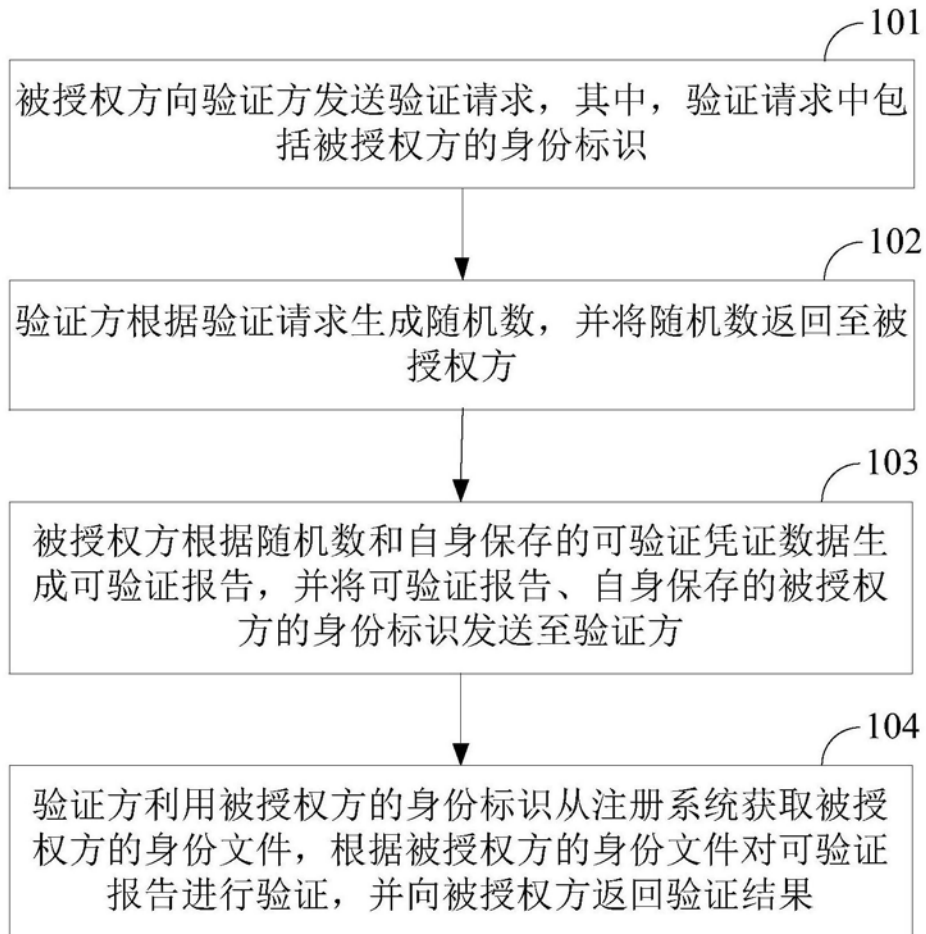 101
被授权方向验证方发送验证请求，其中，验证请求中包
括被授权方的身份标识
102
验证方根据验证请求生成随机数，并将随机数返回至被
授权方
103
被授权方根据随机数和自身保存的可验证凭证数据生
成可验证报告，并将可验证报告、自身保存的被授权
方的身份标识发送至验证方
104
验证方利用被授权方的身份标识从注册系统获取被授
权方的身份文件，根据被授权方的身份文件对可验证
报告进行验证，并向被授权方返回验证结果